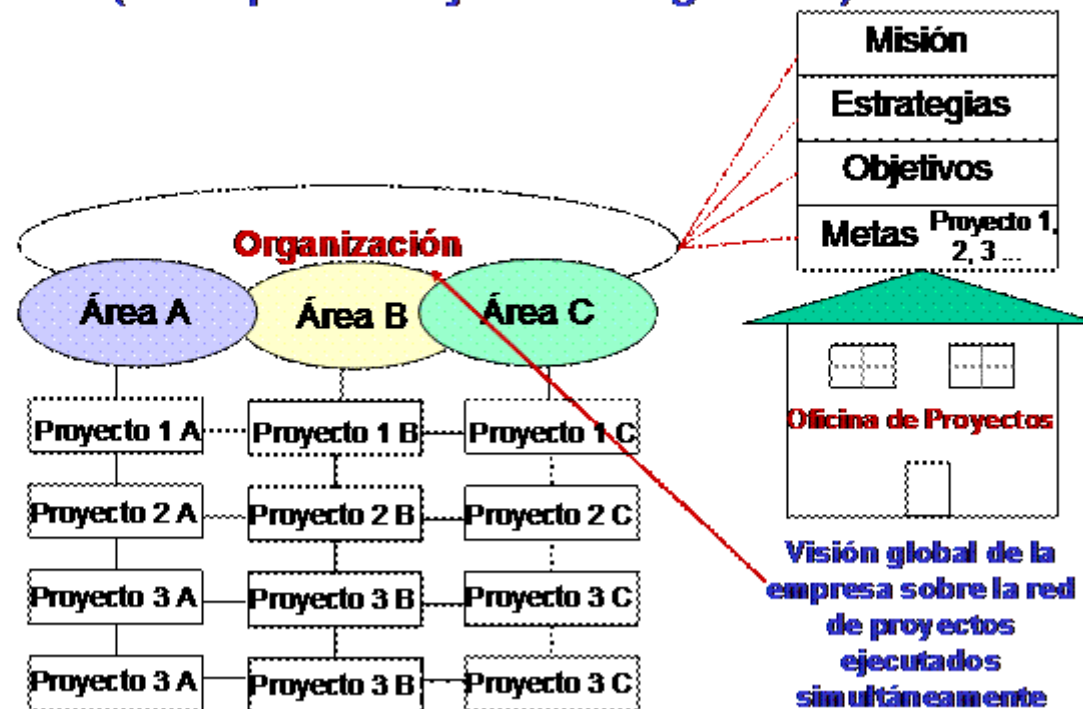 Misión
Estrategias
Objetivos
Metas Proyecto 1,
2, 3 ...
Organización
Área A
Área B
Área C
Oficina de Proyectos
Proyecto 1 A
Proyecto 1 B
Proyecto 1 C
Proyecto 2 A
Proyecto 2 B
Proyecto 2 C
Proyecto 3 A
Proyecto 3 B
Proyecto 3 C
Proyecto 3 A
Proyecto 3 B
Proyecto 3 C
Visión global de la
empresa sobre la red
de proyectos
ejecutados
simultáneamente